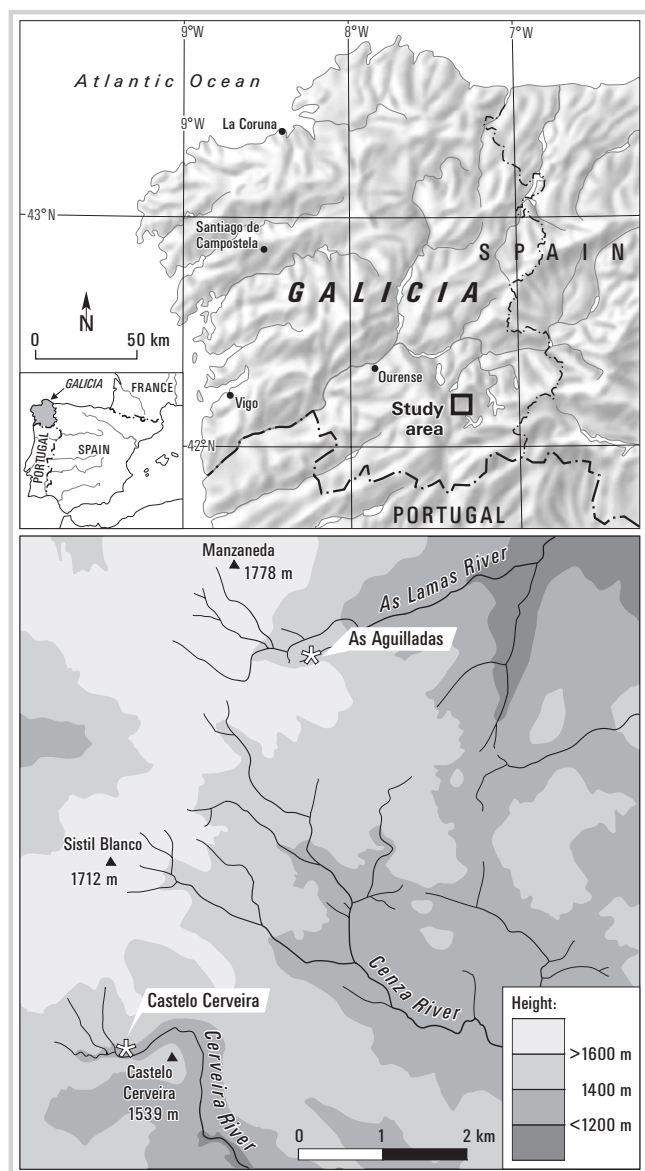 9°W
8°W
7°W
Atlantic Ocean
9°W
La Coruna
43°N
Santiago de
Campostela
SPAIN
GALICIA
N
0 50 km
Ourense
Vigo
Study
area
42°N
PORTUGAL
GALICIA
FRANCE
PORTUGAL
SPAIN
Manzaneda
1778 m
As Lamas River
As Aguilladas
Sistil Blanco
1712 m
Cenza River
Castelo Cerveira
Castelo
Cerveira
1539 m
Cerveira River
Height:
>1600 m
1400 m
<1200 m
0 1 2 km